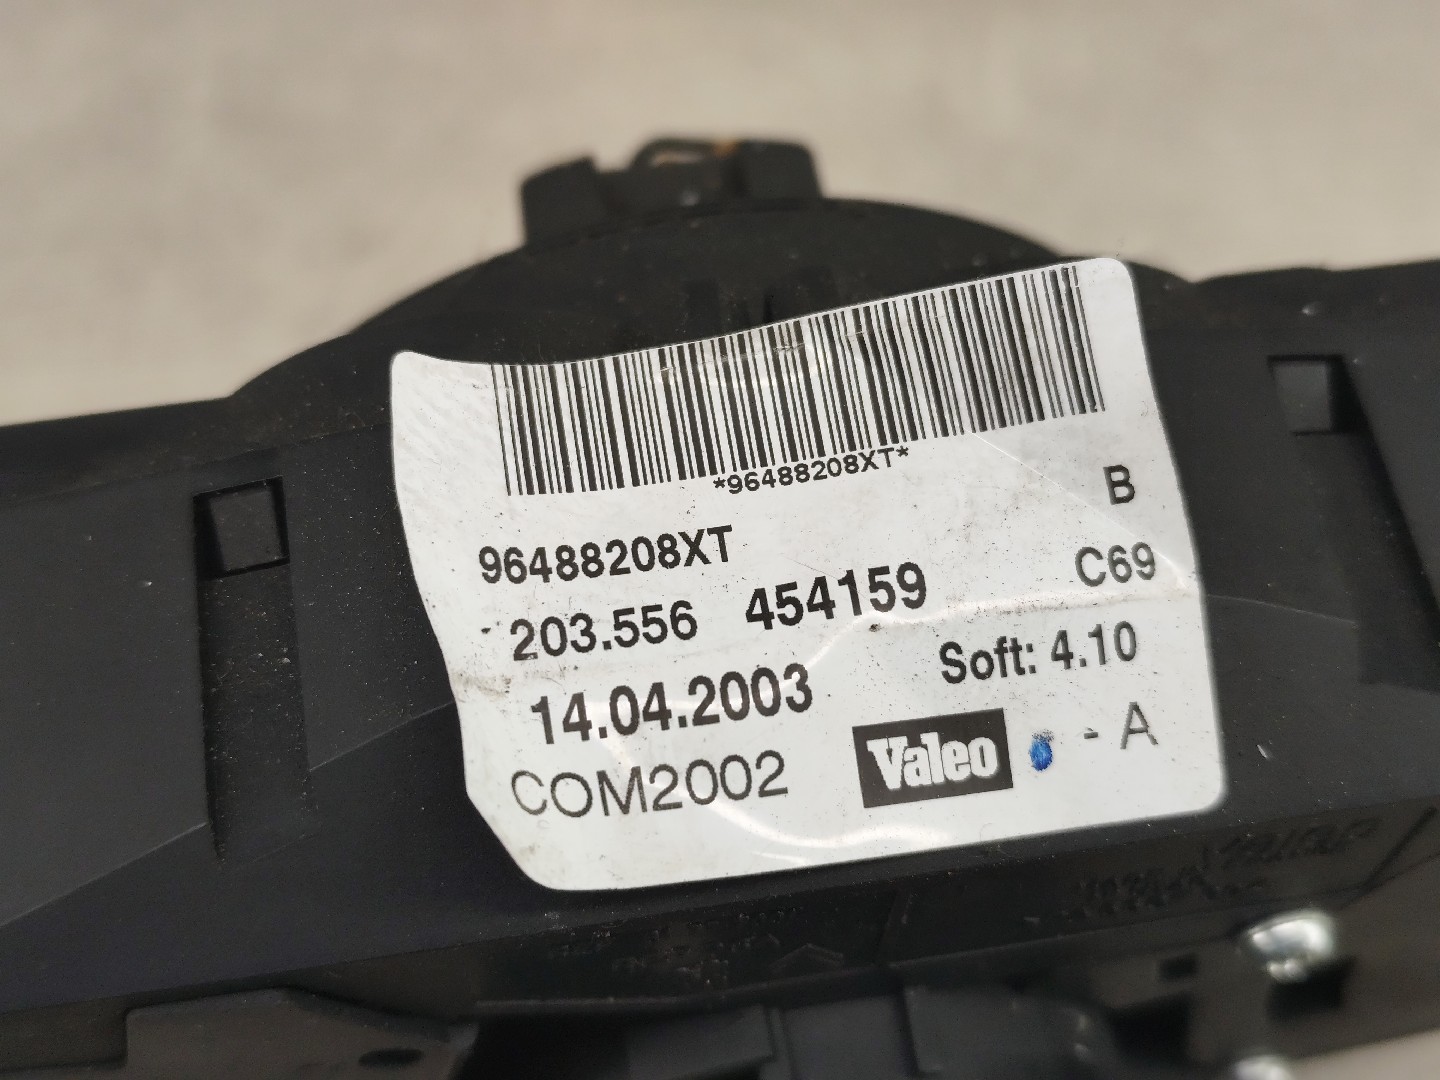 *96488208XT*
B
96488208XT
C69
203.556 454159
Soft: 4.10
14.04.2003
COM2002 Valeo - A